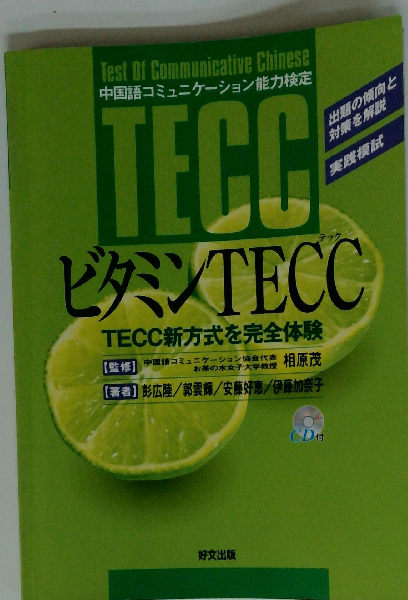 Test Of Communicative Chinese
中国語コミュニケーション能力検定
TECC
出題の傾向と
対策を解説
実践模試
テック
ビタミンTECC
TECC新方式を完全体験
【監修】
中国語コミュニケーション協会代表
お茶の水女子大学教授
相原茂
【著者】彭広陸/郭雲輝/安藤好恵/伊藤加奈子
CD付
好文出版